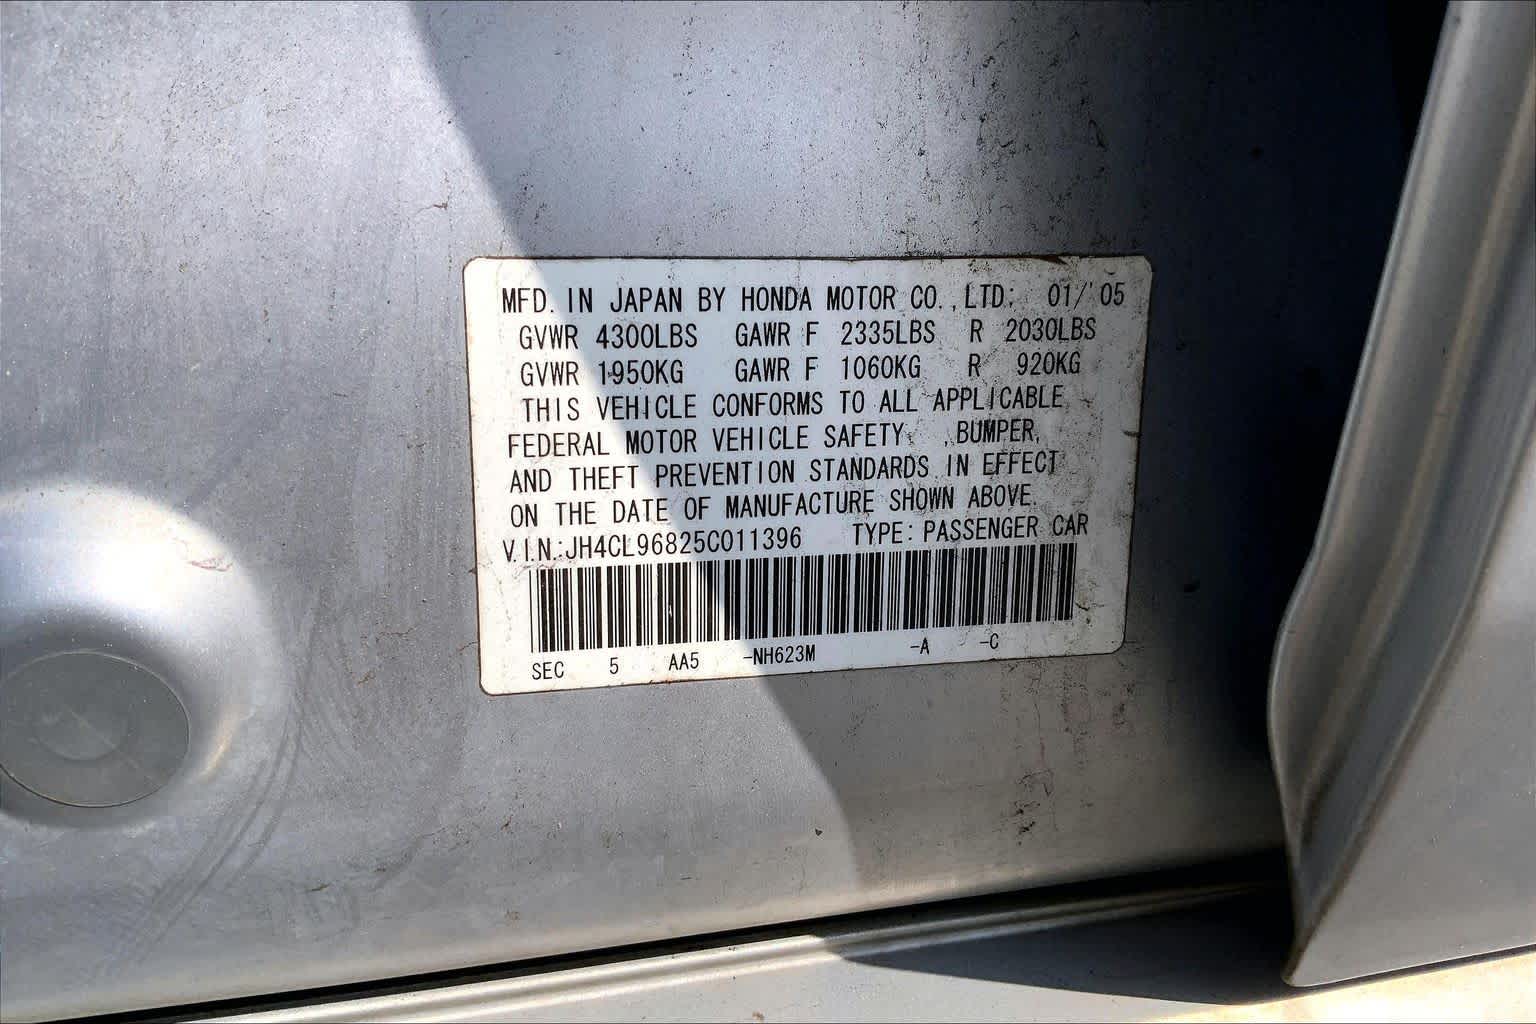 MFD. IN JAPAN BY HONDA MOTOR CO., LTD. 01/'05
GVWR 4300LBS GAWR F 2335LBS R 2030LBS
GVWR 1950KG GAWR F 1060KG R 920KG
THIS VEHICLE CONFORMS TO ALL APPLICABLE
FEDERAL MOTOR VEHICLE SAFETY, BUMPER,
AND THEFT PREVENTION STANDARDS IN EFFECT
ON THE DATE OF MANUFACTURE SHOWN ABOVE.
V.I.N.:JH4CL96825C011396 TYPE: PASSENGER CAR
SEC 5 AA5 -NH623M -A -C